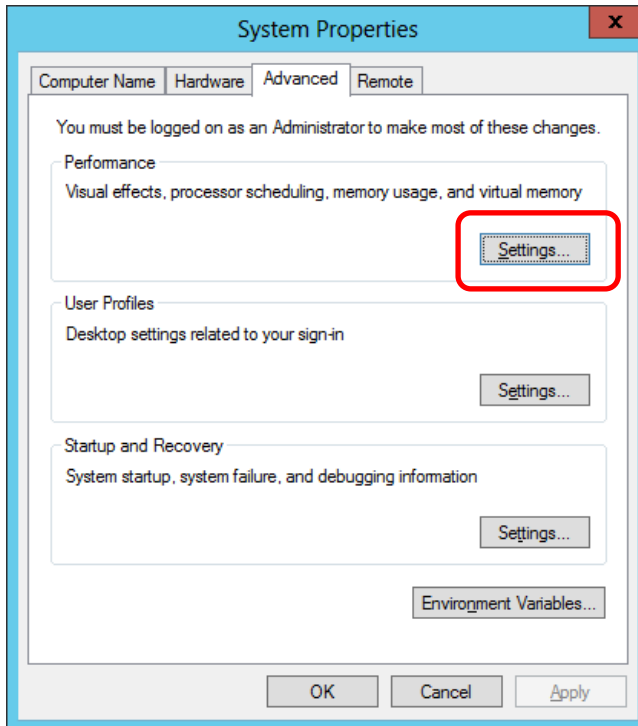 System Properties
x
Computer Name Hardware Advanced Remote
You must be logged on as an Administrator to make most of these changes.
Performance
Visual effects, processor scheduling, memory usage, and virtual memory
Settings...
User Profiles
Desktop settings related to your sign-in
Settings...
Startup and Recovery
System startup, system failure, and debugging information
Settings...
Environment Variables...
OK Cancel Apply